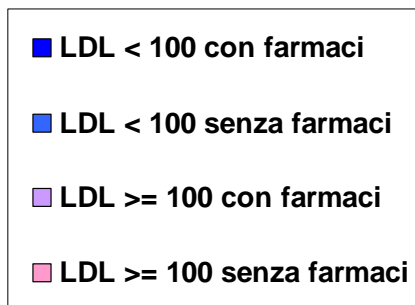 LDL < 100 con farmaci
LDL < 100 senza farmaci
LDL >= 100 con farmaci
LDL >= 100 senza farmaci